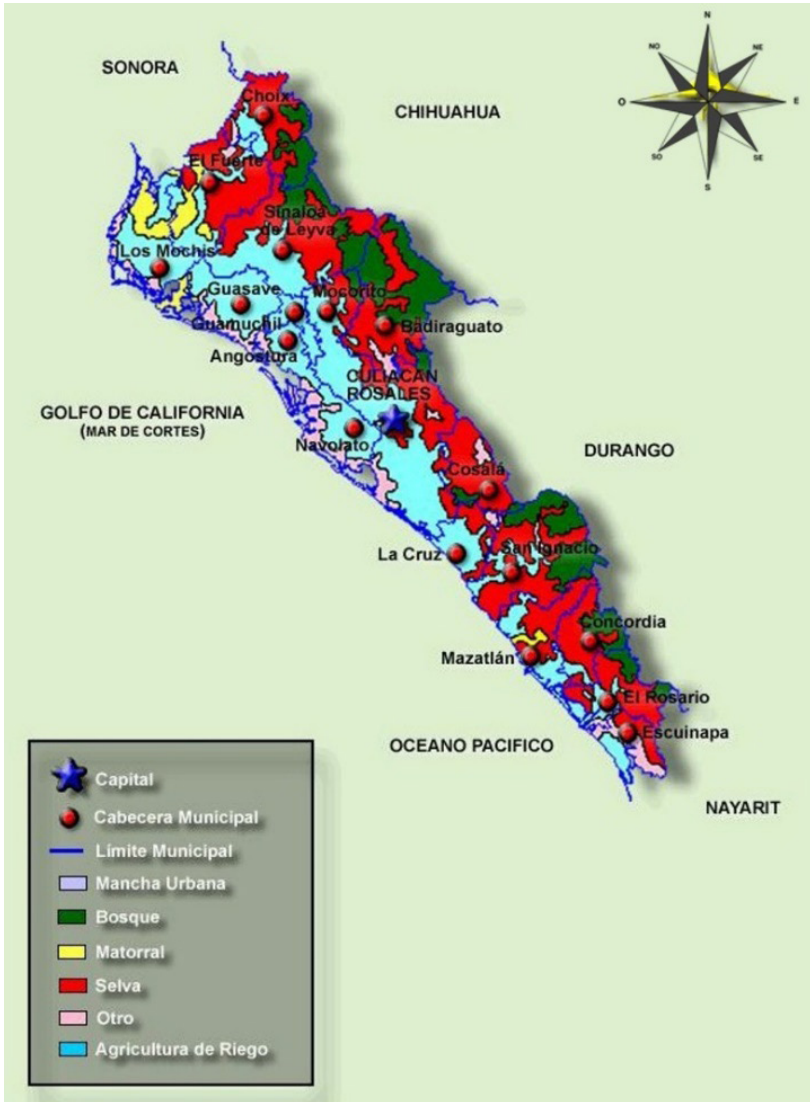 N
NO
NE
O
E
SO
SE
S
SONORA
CHIHUAHUA
Choix
El Fuerte
Sinaloa
de Leyva
Los Mochis
Guasave
Mocorito
Guamuchil
Badiraguato
Angostura
CULIACAN
ROSALES
GOLFO DE CALIFORNIA
(MAR DE CORTES)
Navolato
DURANGO
Cosalá
La Cruz
San Ignacio
Concordia
Mazatlán
El Rosario
Escuinapa
OCEANO PACIFICO
NAYARIT
Capital
Cabecera Municipal
Límite Municipal
Mancha Urbana
Bosque
Matorral
Selva
Otro
Agricultura de Riego